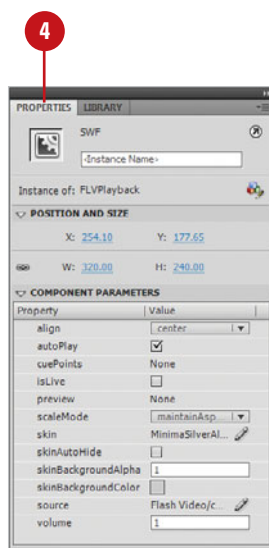 4
PROPERTIES LIBRARY
SWF
<Instance Name>
Instance of: FLVPlayback
POSITION AND SIZE
X: 254.10 Y: 177.65
W: 320.00 H: 240.00
COMPONENT PARAMETERS
Property Value
align center
autoPlay
cuePoints None
isLive
preview None
scaleMode maintainAsp...
skin MinimaSilverAl...
skinAutoHide
skinBackgroundAlpha 1
skinBackgroundColor
source Flash Video/c...
volume 1